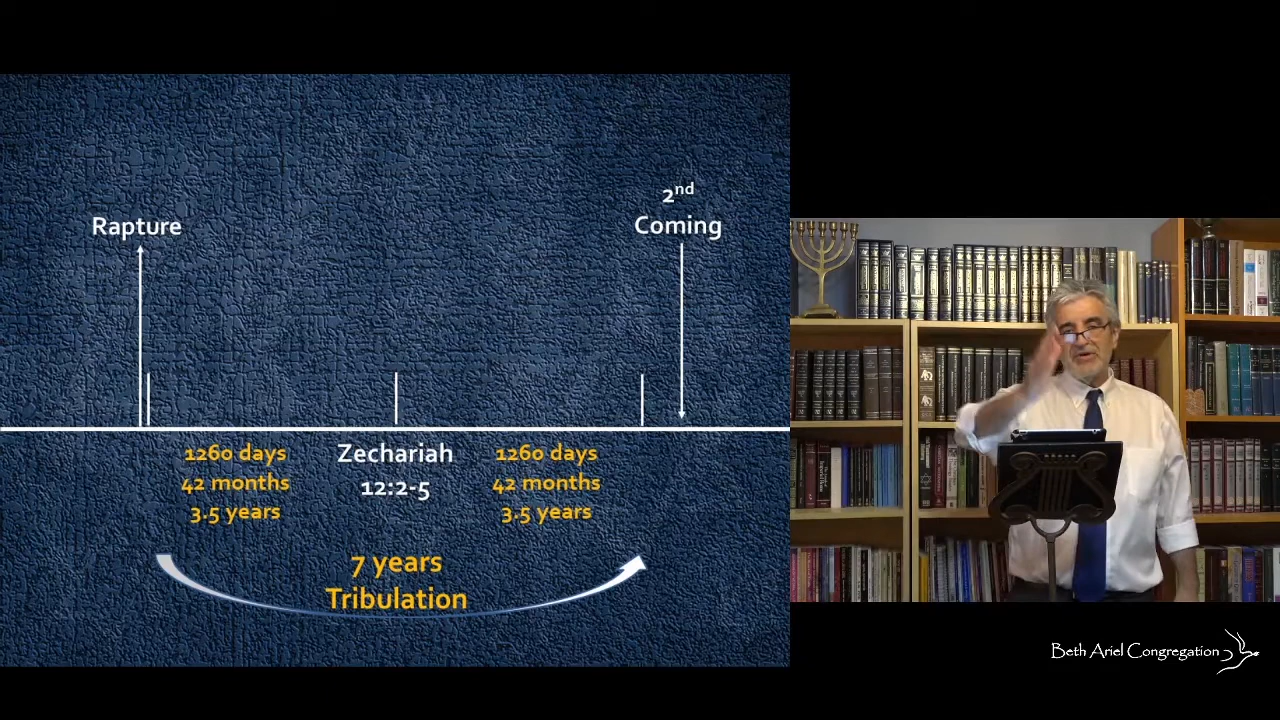 Rapture
2nd
Coming
1260 days
42 months
3.5 years
Zechariah
12:2-5
1260 days
42 months
3.5 years
7 years
Tribulation
Beth Ariel Congregation